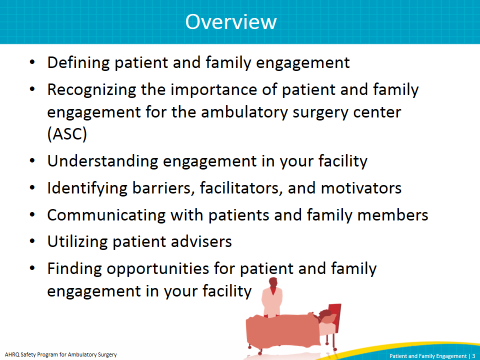 Overview
• Defining patient and family engagement
• Recognizing the importance of patient and family
engagement for the ambulatory surgery center
(ASC)
• Understanding engagement in your facility
• Identifying barriers, facilitators, and motivators
• Communicating with patients and family members
• Utilizing patient advisers
• Finding opportunities for patient and family
engagement in your facility
AHRQ Safety Program for Ambulatory Surgery
Patient and Family Engagement | 3